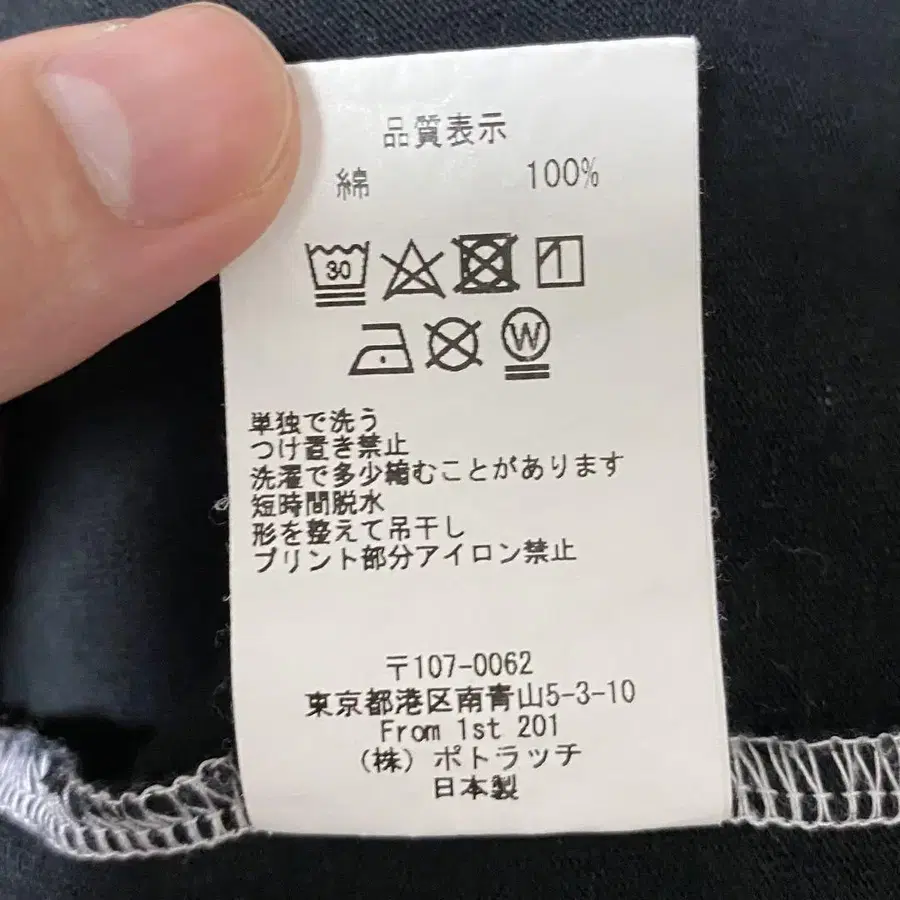 品質表示
綿 100%
30
W
単独で洗う
つけ置き禁止
洗濯で多少縮むことがあります
短時間脱水
形を整えて吊干し
プリント部分アイロン禁止
〒107-0062
東京都港区南青山5-3-10
From 1st 201
(株) ポトラッチ
日本製